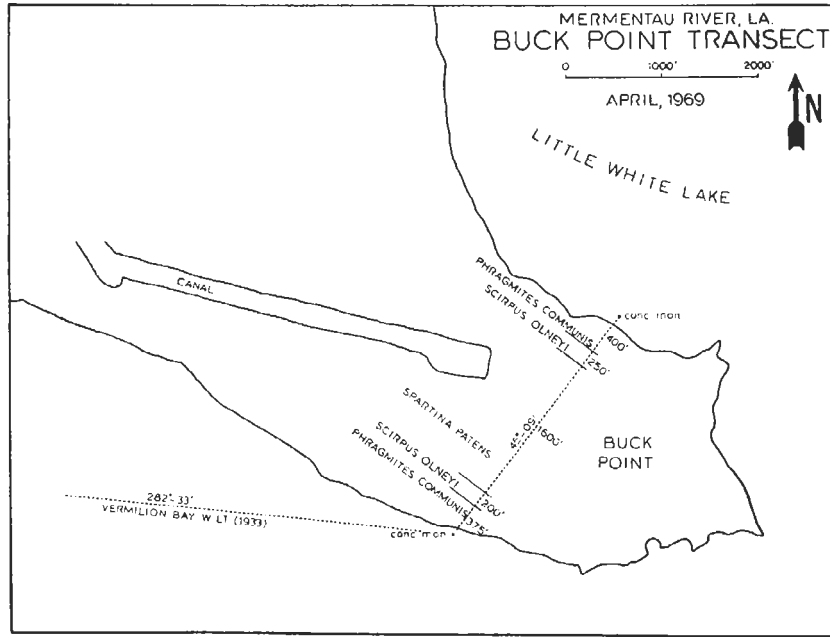 MERMENTAU RIVER, LA.
BUCK POINT TRANSECT
0 1000' 2000'
APRIL, 1969
N
LITTLE WHITE LAKE
PHRAGMITES COMMUNIS
SCIRPUS OLNEYI
conc mon
400'
250'
CANAL
SPARTINA PATENS
1600'
BUCK
POINT
SCIRPUS OLNEYI
PHRAGMITES COMMUNIS
200'
375'
282°-33'
VERMILION BAY W LT (1933)
conc mon